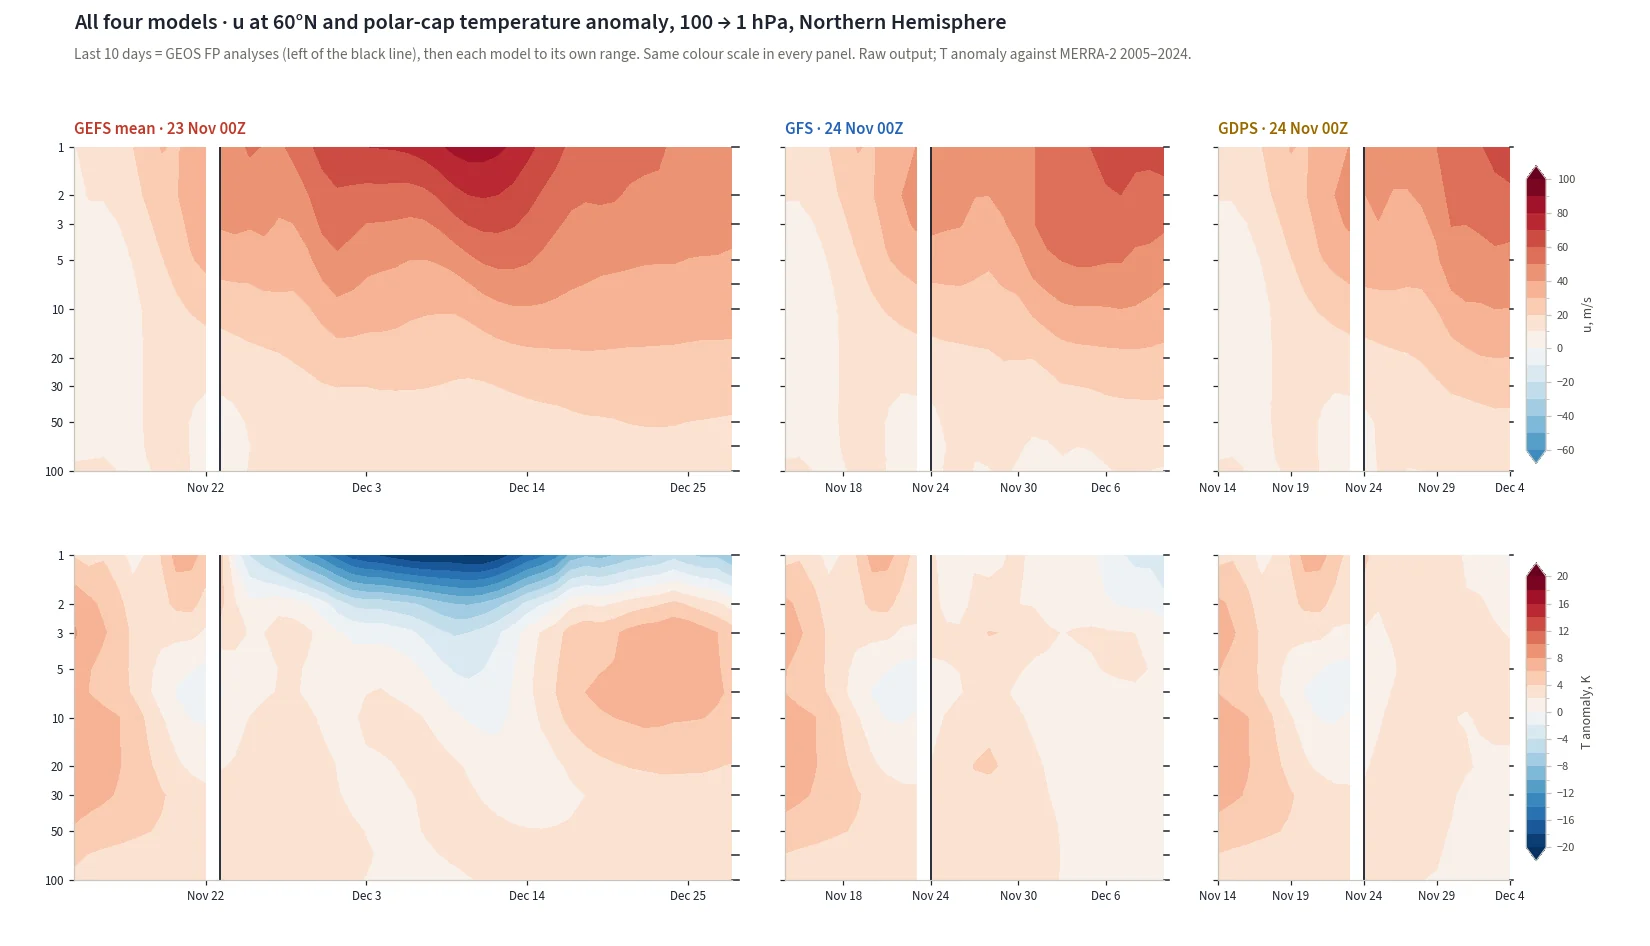 All four models · u at 60°N and polar-cap temperature anomaly, 100 → 1 hPa, Northern Hemisphere
Last 10 days = GEOS FP analyses (left of the black line), then each model to its own range. Same colour scale in every panel. Raw output; T anomaly against MERRA-2 2005–2024.
GEFS mean · 23 Nov 00Z
GFS · 24 Nov 00Z
GDPS · 24 Nov 00Z
1
2
3
5
10
20
30
50
100
Nov 22
Dec 3
Dec 14
Dec 25
Nov 18
Nov 24
Nov 30
Dec 6
Nov 14
Nov 19
Nov 24
Nov 29
Dec 4
100
80
60
40
20
0
−20
−40
−60
u, m/s
1
2
3
5
10
20
30
50
100
Nov 22
Dec 3
Dec 14
Dec 25
Nov 18
Nov 24
Nov 30
Dec 6
Nov 14
Nov 19
Nov 24
Nov 29
Dec 4
20
16
12
8
4
0
−4
−8
−12
−16
−20
T anomaly, K